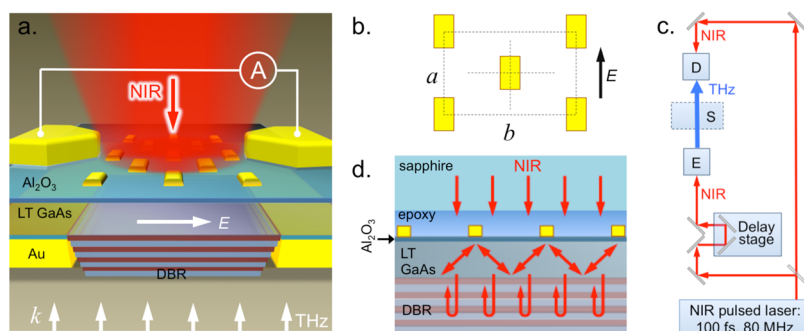 a.
A
NIR
Al₂O₃
LT GaAs
E
Au
DBR
k
THz
b.
a
b
E
d.
sapphire
NIR
epoxy
Al₂O₃
LT
GaAs
DBR
c.
NIR
D
THz
S
E
NIR
Delay
stage
NIR pulsed laser:
100 fs, 80 MHz